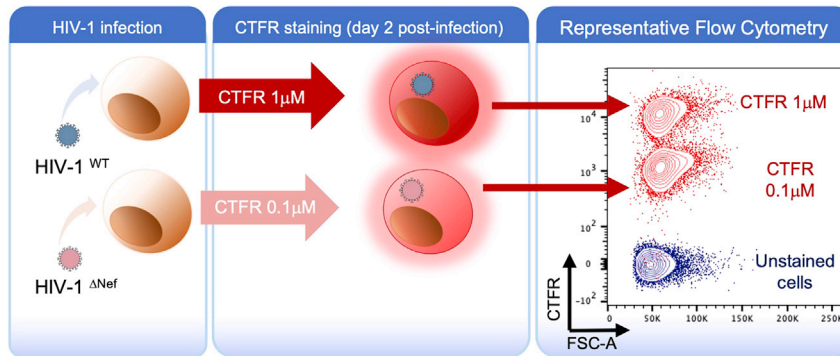 HIV-1 infection
CTFR staining (day 2 post-infection)
Representative Flow Cytometry
HIV-1 WT
HIV-1 ΔNef
CTFR 1μM
CTFR 0.1μM
CTFR 1μM
CTFR
0.1μM
Unstained
cells
10⁴
10³
10²
0
-10²
0 50K 100K 150K 200K 250K
CTFR
FSC-A